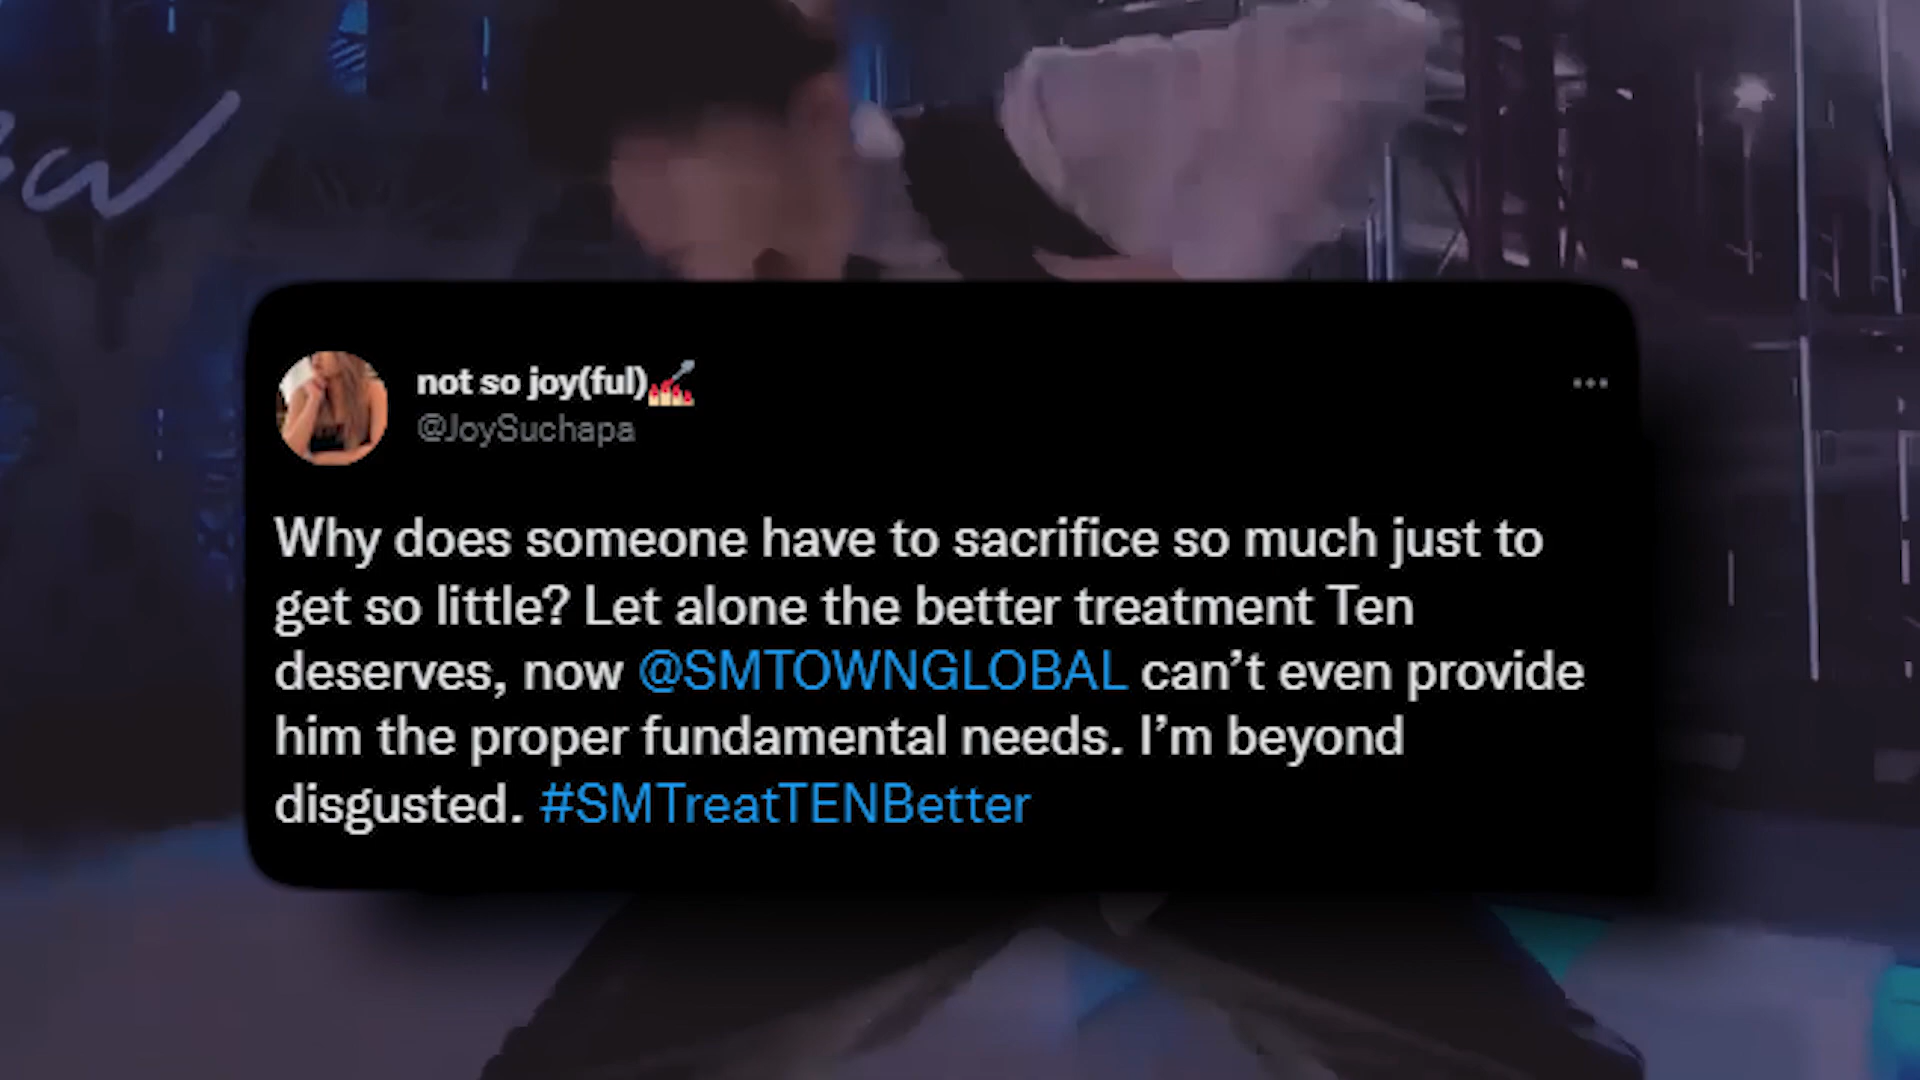 not so joy(ful)💅
@JoySuchapa
Why does someone have to sacrifice so much just to
get so little? Let alone the better treatment Ten
deserves, now @SMTOWNGLOBAL can’t even provide
him the proper fundamental needs. I’m beyond
disgusted. #SMTreatTENBetter